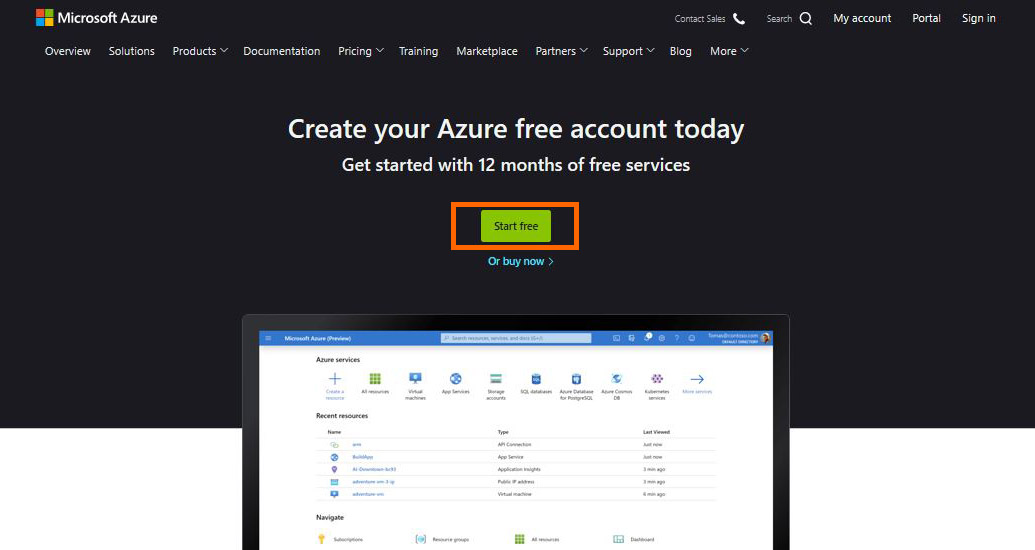 Microsoft Azure
Contact Sales
Search
My account
Portal
Sign in
Overview
Solutions
Products
Documentation
Pricing
Training
Marketplace
Partners
Support
Blog
More
Create your Azure free account today
Get started with 12 months of free services
Start free
Or buy now
Microsoft Azure (Preview)
Search resources, services, and docs (G+/)
DEFAULT DIRECTORY
Azure services
Create a
resource
All resources
Virtual
machines
App Services
Storage
accounts
SQL databases
Azure Database
for PostgreSQL
Azure Cosmos
DB
Kubernetes
services
More services
Recent resources
Name Type Last Viewed
arm API Connection Just now
BuildApp App Service Just now
AI-Downtown-bc93 Application Insights 3 min ago
adventure-vm-3-ip Public IP address 3 min ago
adventure-vm Virtual machine 6 min ago
Navigate
Subscriptions
Resource groups
All resources
Dashboard